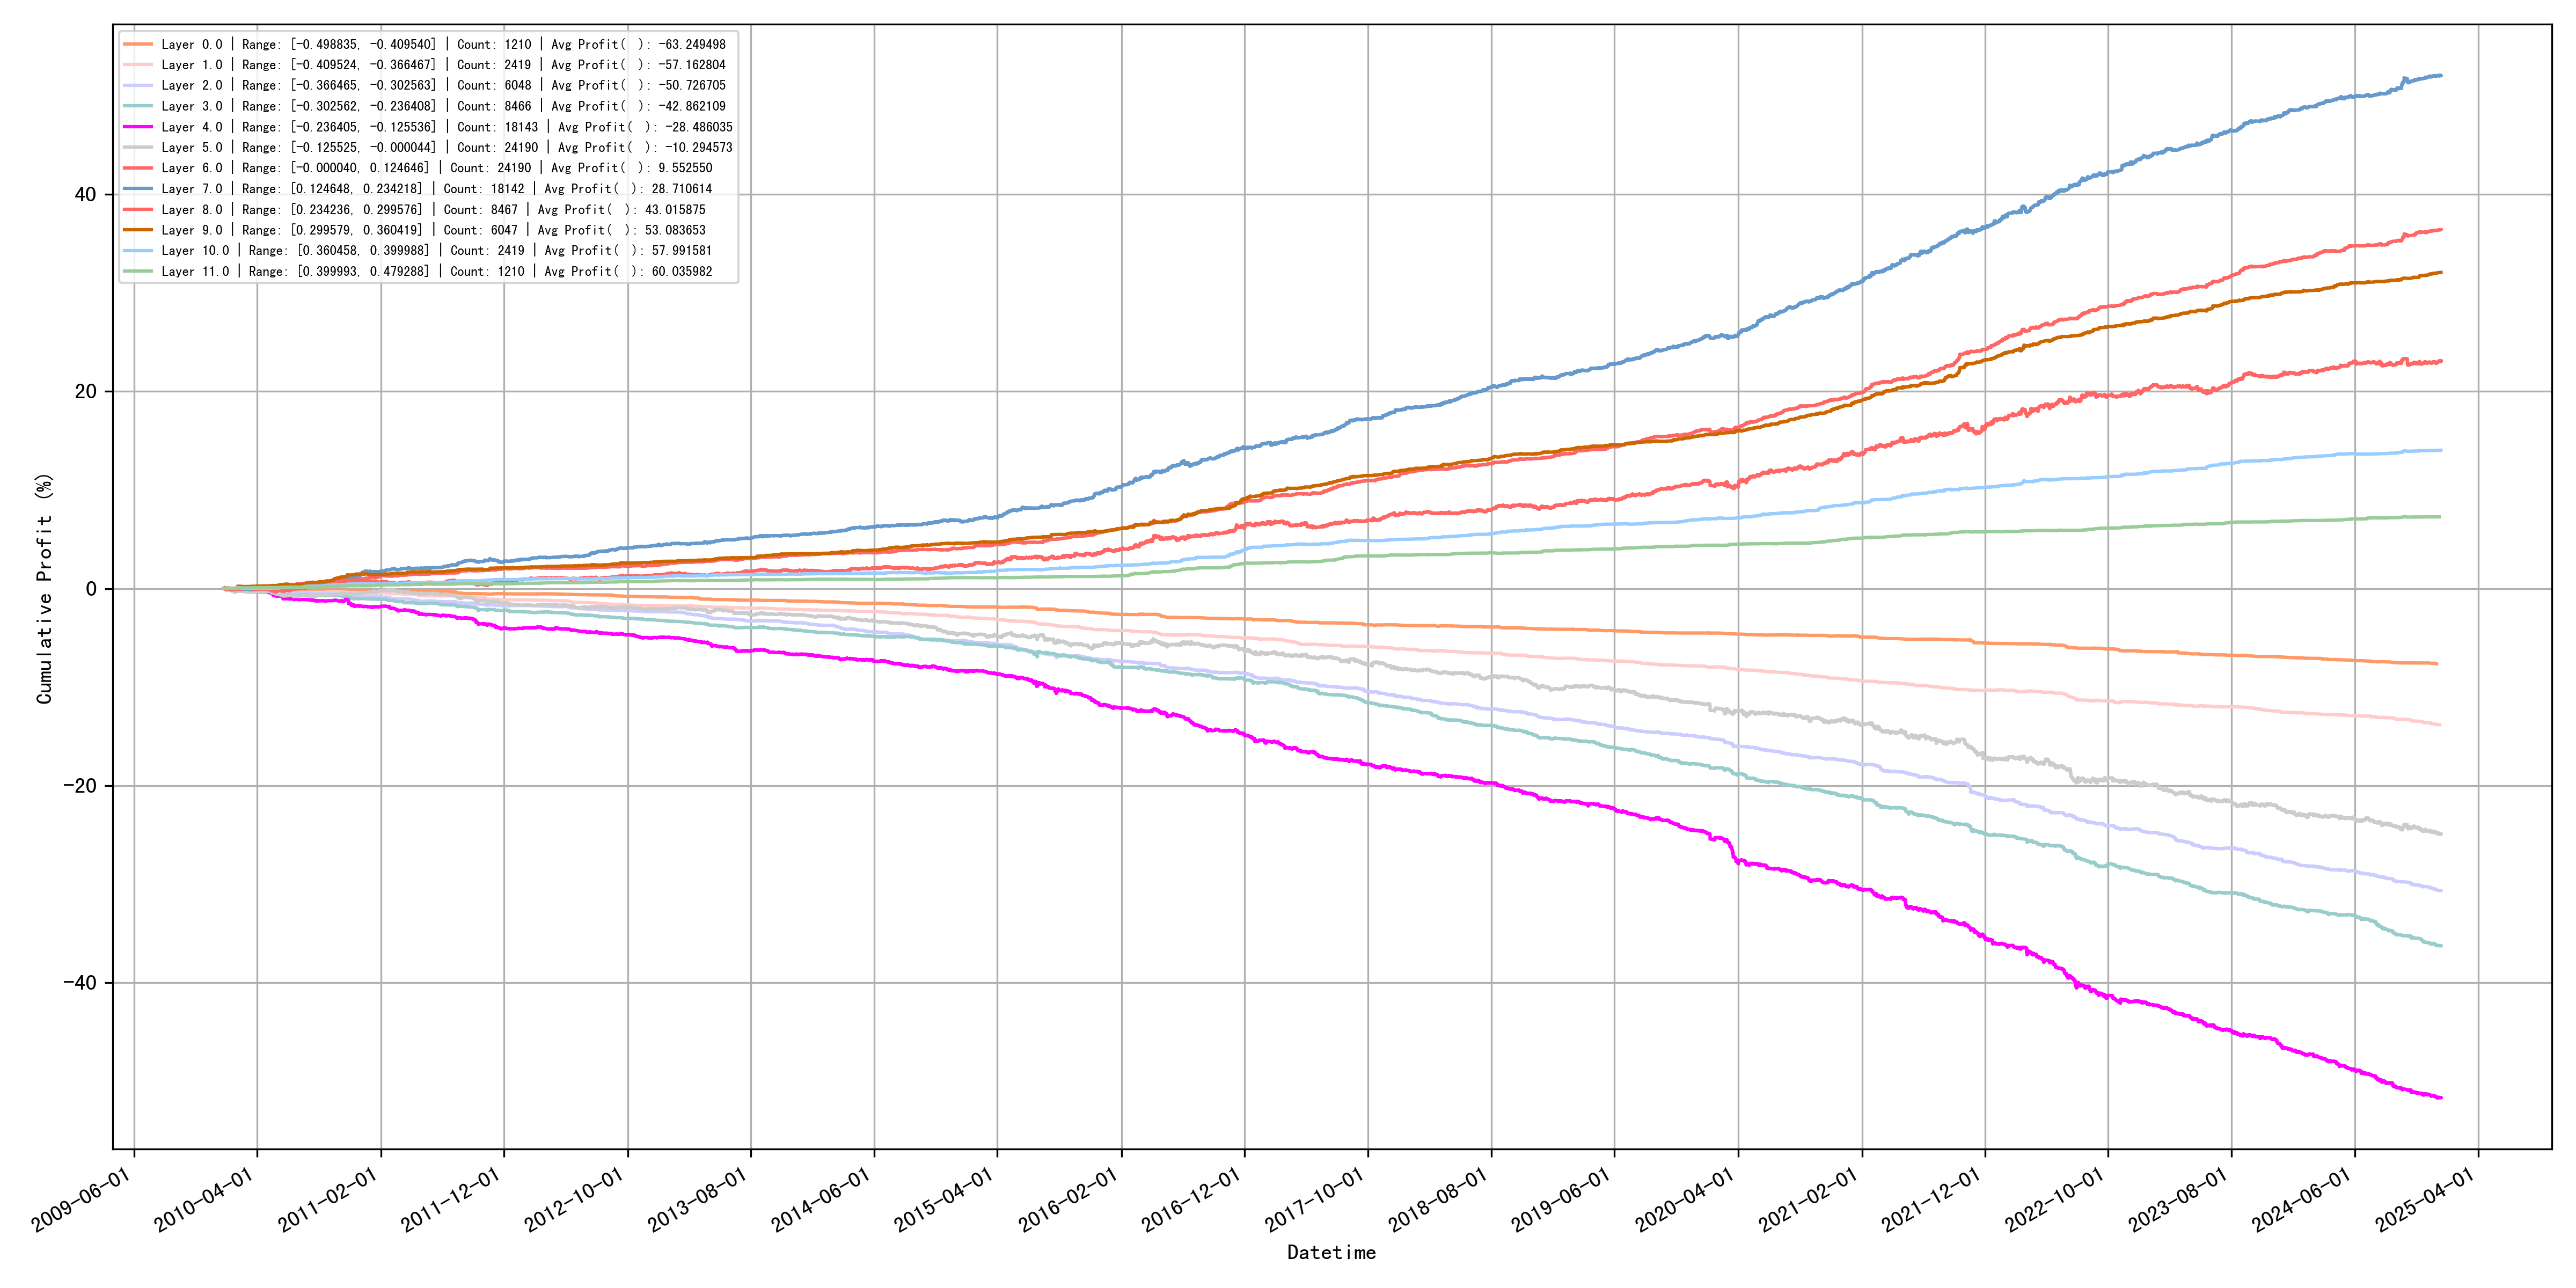 Layer 0.0 | Range: [-0.498835, -0.409540] | Count: 1210 | Avg Profit( ): -63.249498
Layer 1.0 | Range: [-0.409524, -0.366467] | Count: 2419 | Avg Profit( ): -57.162804
Layer 2.0 | Range: [-0.366465, -0.302563] | Count: 6048 | Avg Profit( ): -50.726705
Layer 3.0 | Range: [-0.302562, -0.236408] | Count: 8466 | Avg Profit( ): -42.862109
Layer 4.0 | Range: [-0.236405, -0.125536] | Count: 18143 | Avg Profit( ): -28.486035
Layer 5.0 | Range: [-0.125525, -0.000044] | Count: 24190 | Avg Profit( ): -10.294573
Layer 6.0 | Range: [-0.000040, 0.124646] | Count: 24190 | Avg Profit( ): 9.552550
Layer 7.0 | Range: [0.124648, 0.234218] | Count: 18142 | Avg Profit( ): 28.710614
Layer 8.0 | Range: [0.234236, 0.299576] | Count: 8467 | Avg Profit( ): 43.015875
Layer 9.0 | Range: [0.299579, 0.360419] | Count: 6047 | Avg Profit( ): 53.083653
Layer 10.0 | Range: [0.360458, 0.399988] | Count: 2419 | Avg Profit( ): 57.991581
Layer 11.0 | Range: [0.399993, 0.479288] | Count: 1210 | Avg Profit( ): 60.035982
40
20
0
-20
-40
Cumulative Profit (%)
2009-06-01
2010-04-01
2011-02-01
2011-12-01
2012-10-01
2013-08-01
2014-06-01
2015-04-01
2016-02-01
2016-12-01
2017-10-01
2018-08-01
2019-06-01
2020-04-01
2021-02-01
2021-12-01
2022-10-01
2023-08-01
2024-06-01
2025-04-01
Datetime